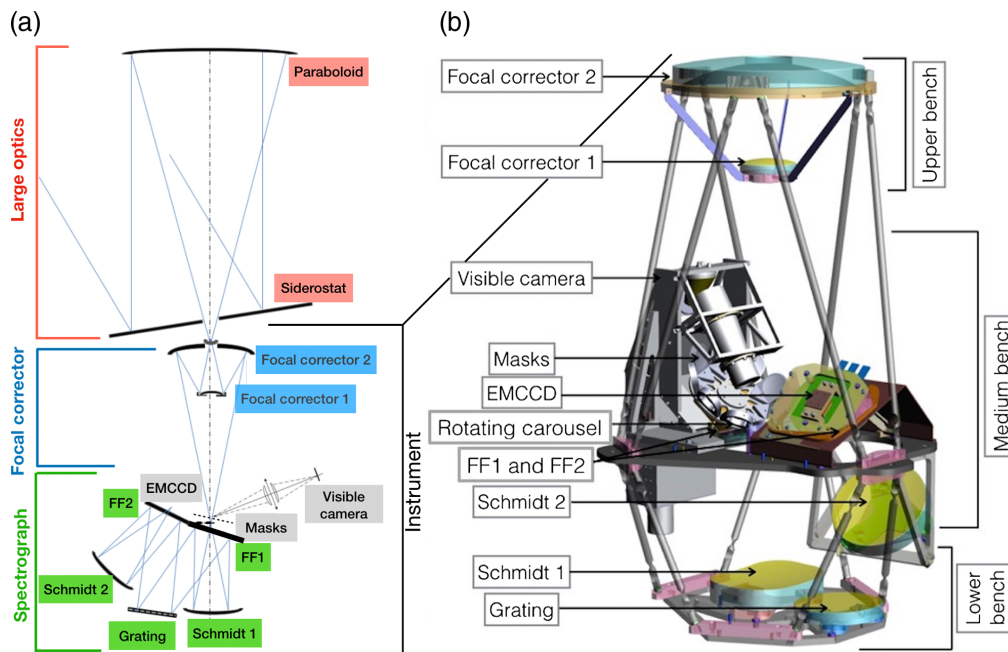 (a)
Large optics
Paraboloid
Siderostat
Focal corrector
Focal corrector 2
Focal corrector 1
Spectrograph
EMCCD
FF2
Visible
camera
Masks
FF1
Schmidt 2
Grating
Schmidt 1
Instrument
(b)
Focal corrector 2
Focal corrector 1
Visible camera
Masks
EMCCD
Rotating carousel
FF1 and FF2
Schmidt 2
Schmidt 1
Grating
Upper bench
Medium bench
Lower
bench